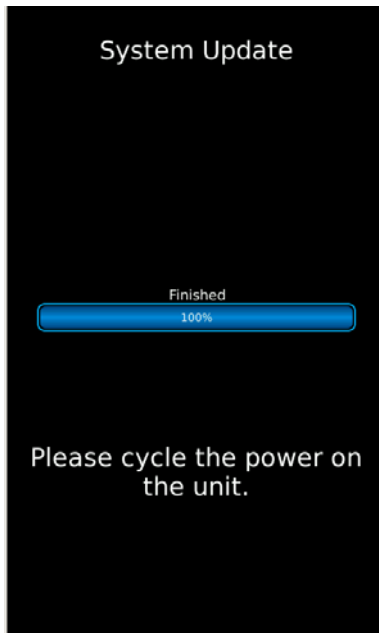 System Update
Finished
100%
Please cycle the power on
the unit.